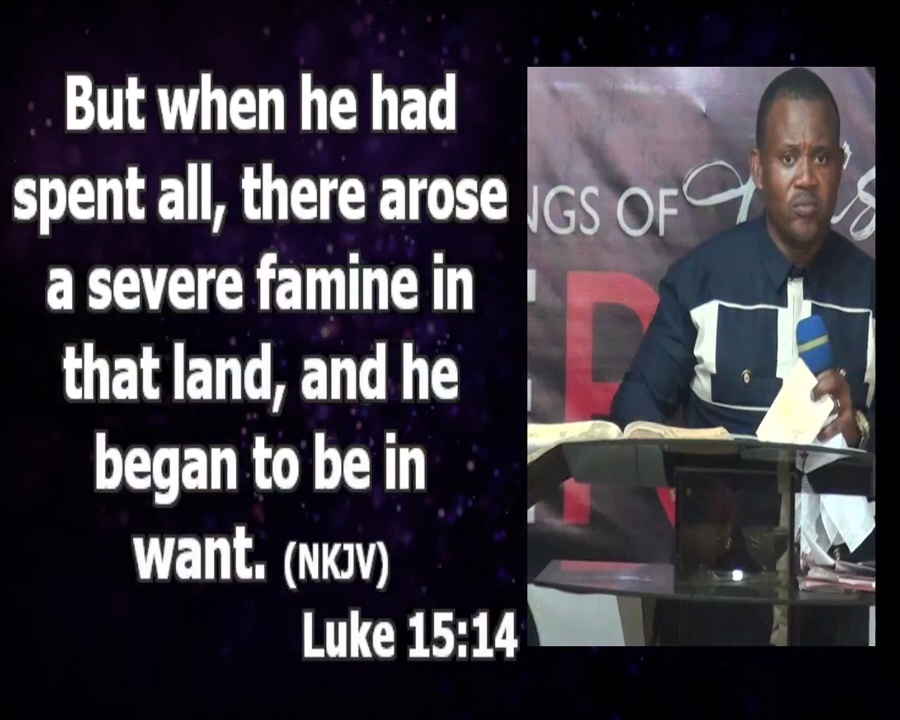 But when he had
spent all, there arose
a severe famine in
that land, and he
began to be in
want. (NKJV)
Luke 15:14
NGS OF
ER